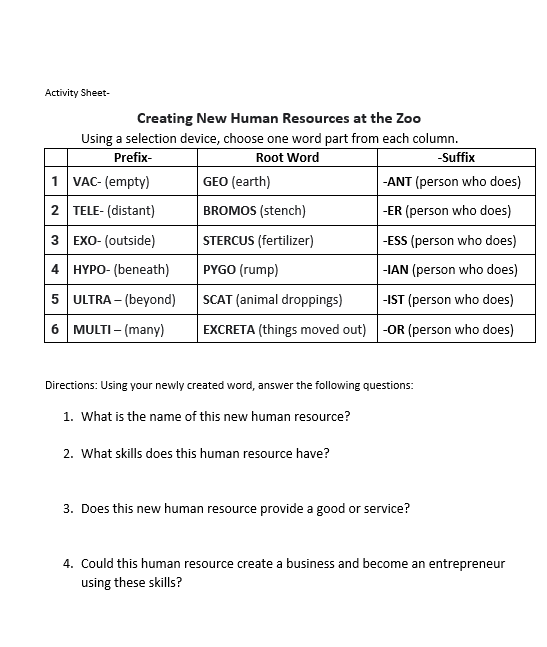 Activity Sheet-
Creating New Human Resources at the Zoo
Using a selection device, choose one word part from each column.
Prefix- Root Word -Suffix
1 VAC- (empty) GEO (earth) -ANT (person who does)
2 TELE- (distant) BROMOS (stench) -ER (person who does)
3 EXO- (outside) STERCUS (fertilizer) -ESS (person who does)
4 HYPO- (beneath) PYGO (rump) -IAN (person who does)
5 ULTRA – (beyond) SCAT (animal droppings) -IST (person who does)
6 MULTI – (many) EXCRETA (things moved out) -OR (person who does)
Directions: Using your newly created word, answer the following questions:
1. What is the name of this new human resource?
2. What skills does this human resource have?
3. Does this new human resource provide a good or service?
4. Could this human resource create a business and become an entrepreneur
using these skills?